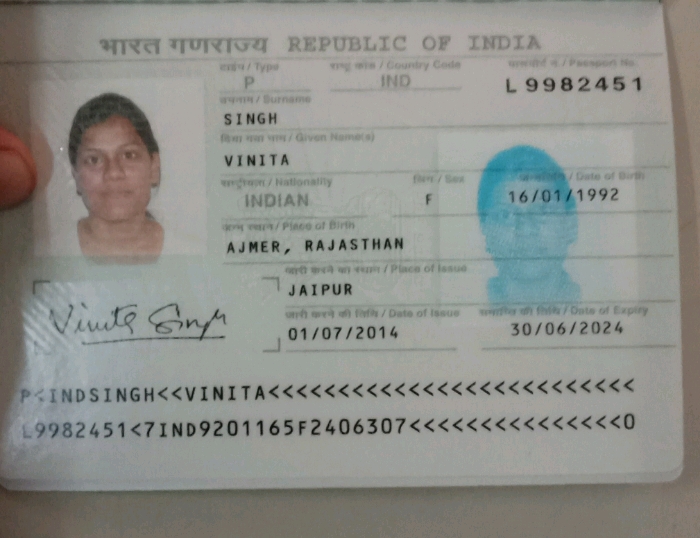 भारत गणराज्य REPUBLIC OF INDIA
टाईप / Type राष्ट्र कोड / Country Code पासपोर्ट नं. / Passport No.
P IND L 9982451
उपनाम / Surname
SINGH
दिया गया नाम / Given Name(s)
VINITA
राष्ट्रीयता / Nationality लिंग / Sex जन्मतिथि / Date of Birth
INDIAN F 16/01/1992
जन्म स्थान / Place of Birth
AJMER, RAJASTHAN
जारी करने का स्थान / Place of Issue
JAIPUR
जारी करने की तिथि / Date of Issue समाप्ति की तिथि / Date of Expiry
01/07/2014 30/06/2024
Vinita Singh
P<INDSINGH<<VINITA<<<<<<<<<<<<<<<<<<<<<<<<<<
L9982451<7IND9201165F2406307<<<<<<<<<<<<<<<0